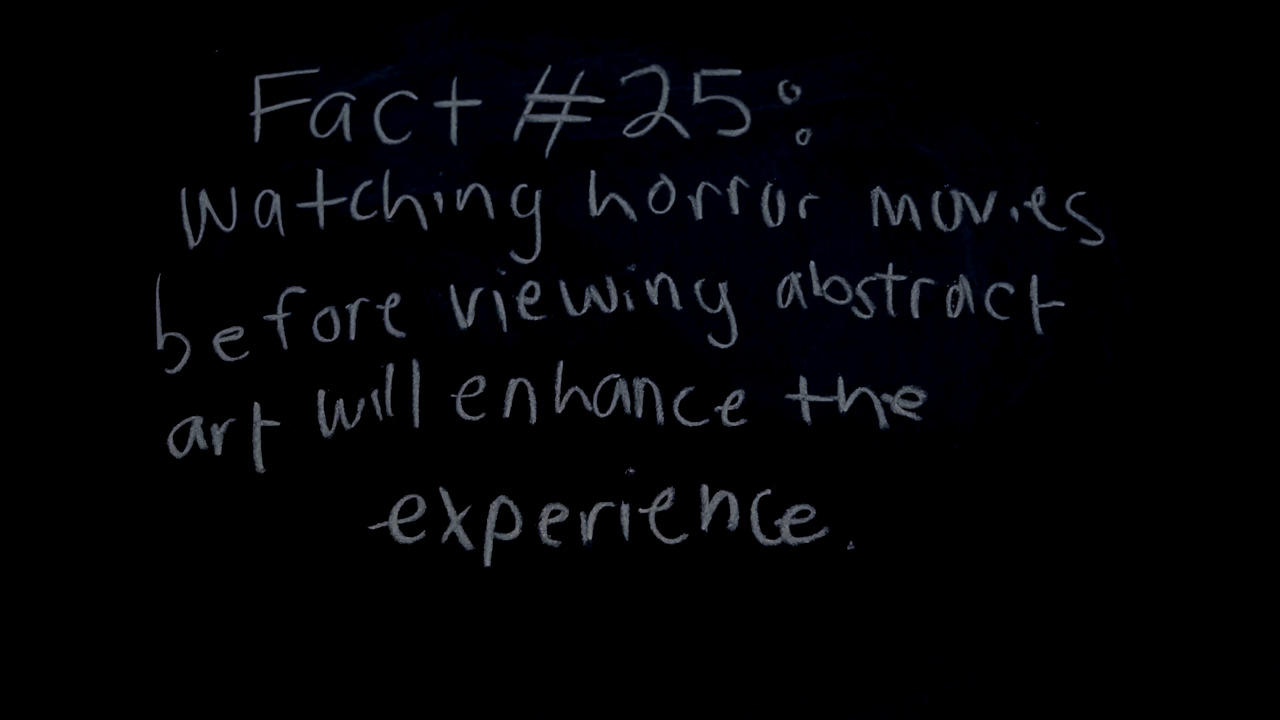 Fact #25:
Watching horror movies
before viewing abstract
art will enhance the
experience.